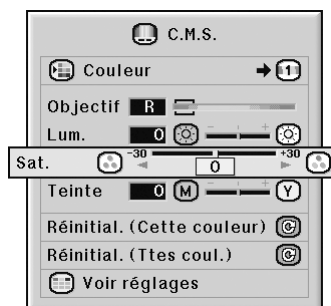 C.M.S.
Couleur 1
Objectif R
Lum. 0 - +
Sat. -30 0 +30
Teinte 0 M - + Y
Réinitial. (Cette couleur)
Réinitial. (Ttes coul.)
Voir réglages